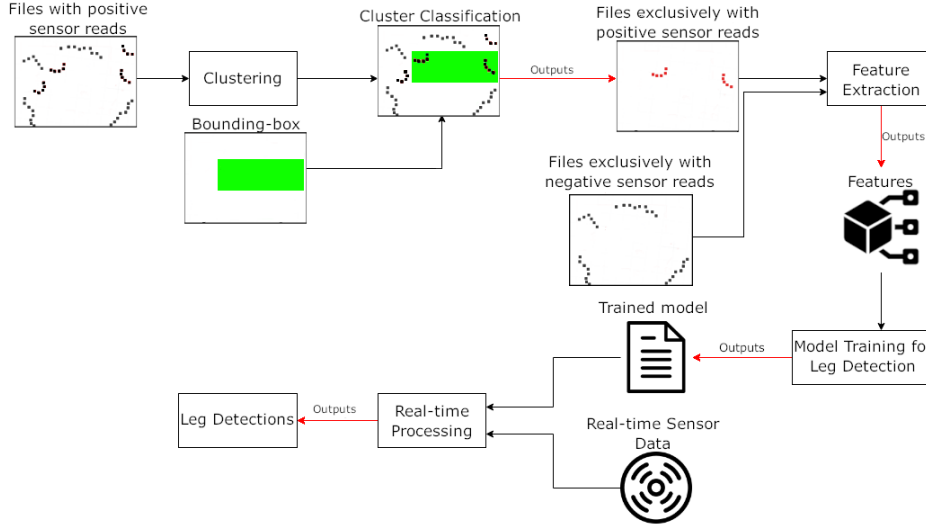 Files with positive
sensor reads
Clustering
Bounding-box
Cluster Classification
Outputs
Files exclusively with
positive sensor reads
Files exclusively with
negative sensor reads
Feature
Extraction
Outputs
Features
Model Training fo
Leg Detection
Outputs
Trained model
Real-time Sensor
Data
Real-time
Processing
Outputs
Leg Detections